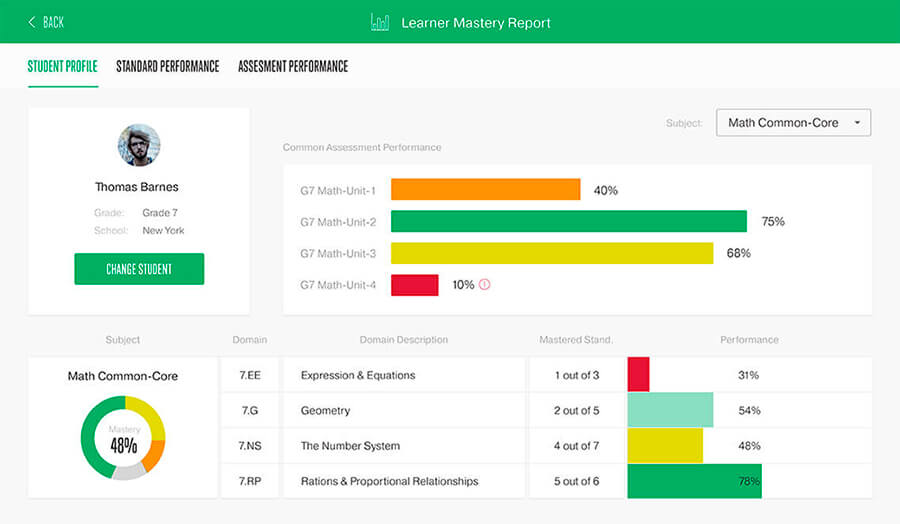 BACK
Learner Mastery Report
STUDENT PROFILE STANDARD PERFORMANCE ASSESMENT PERFORMANCE
Subject: Math Common-Core
Thomas Barnes
Grade: Grade 7
School: New York
CHANGE STUDENT
Common Assessment Performance
G7 Math-Unit-1 40%
G7 Math-Unit-2 75%
G7 Math-Unit-3 68%
G7 Math-Unit-4 10%
Subject Domain Domain Description Mastered Stand. Performance
Math Common-Core
Mastery
48%
7.EE Expression & Equations 1 out of 3 31%
7.G Geometry 2 out of 5 54%
7.NS The Number System 4 out of 7 48%
7.RP Rations & Proportional Relationships 5 out of 6 78%